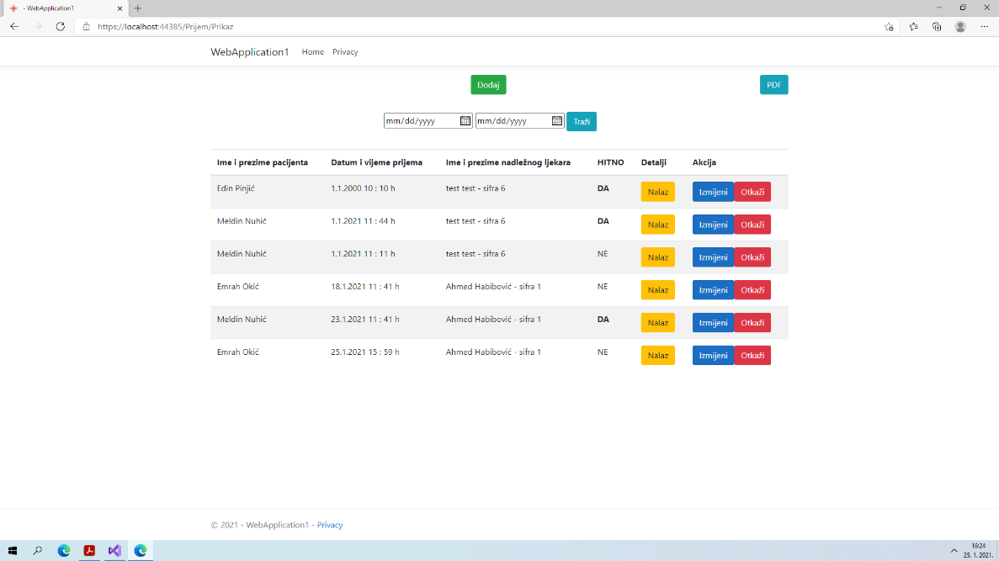 - WebApplication1
https://localhost:44385/Prijem/Prikaz
WebApplication1 Home Privacy
Dodaj PDF
mm/dd/yyyy mm/dd/yyyy Traži
Ime i prezime pacijenta Datum i vijeme prijema Ime i prezime nadležnog ljekara HITNO Detalji Akcija
Edin Pinjić 1.1.2000 10 : 10 h test test - sifra 6 DA Nalaz Izmijeni Otkaži
Meldin Nuhić 1.1.2021 11 : 44 h test test - sifra 6 DA Nalaz Izmijeni Otkaži
Meldin Nuhić 1.1.2021 11 : 11 h test test - sifra 6 NE Nalaz Izmijeni Otkaži
Emrah Okić 18.1.2021 11 : 41 h Ahmed Habibović - sifra 1 NE Nalaz Izmijeni Otkaži
Meldin Nuhić 23.1.2021 11 : 41 h Ahmed Habibović - sifra 1 DA Nalaz Izmijeni Otkaži
Emrah Okić 25.1.2021 15 : 59 h Ahmed Habibović - sifra 1 NE Nalaz Izmijeni Otkaži
© 2021 - WebApplication1 - Privacy
16:24
25. 1. 2021.